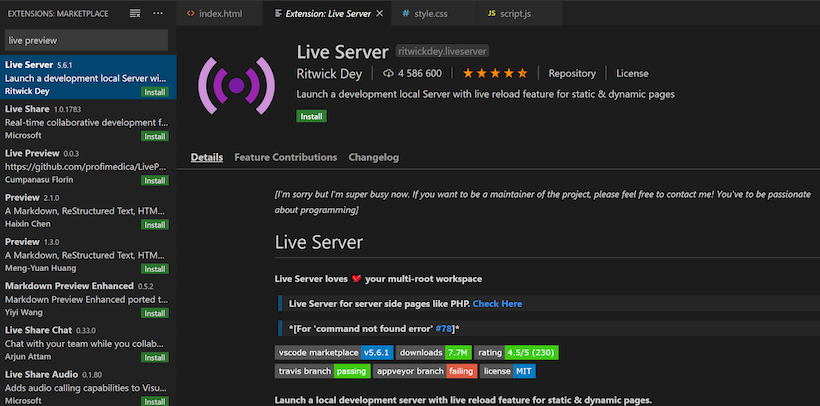 EXTENSIONS: MARKETPLACE
live preview
Live Server 5.6.1
Launch a development local Server wi...
Ritwick Dey Install
Live Share 1.0.1783
Real-time collaborative development f...
Microsoft Install
Live Preview 0.0.3
https://github.com/profimedica/LiveP...
Cumpanasu Florin Install
Preview 2.1.0
A Markdown, ReStructured Text, HTM...
Haixin Chen Install
Preview 1.3.0
A Markdown, ReStructured Text, HTM...
Meng-Yuan Huang Install
Markdown Preview Enhanced 0.5.2
Markdown Preview Enhanced ported t...
Yiyi Wang Install
Live Share Chat 0.33.0
Chat with your team while you collab...
Arjun Attam Install
Live Share Audio 0.1.80
Adds audio calling capabilities to Visu...
Microsoft Install
index.html Extension: Live Server # style.css JS script.js
Live Server ritwickdey.liveserver
Ritwick Dey 4 586 600 Repository License
Launch a development local Server with live reload feature for static & dynamic pages
Install
Details Feature Contributions Changelog
[I'm sorry but I'm super busy now. If you want to be a maintainer of the project, please feel free to contact me! You've to be passionate
about programming]
Live Server
Live Server loves 💔 your multi-root workspace
Live Server for server side pages like PHP. Check Here
*[For 'command not found error' #78]*
vscode marketplace v5.6.1 downloads 7.7M rating 4.5/5 (230)
travis branch passing appveyor branch failing license MIT
Launch a local development server with live reload feature for static & dynamic pages.